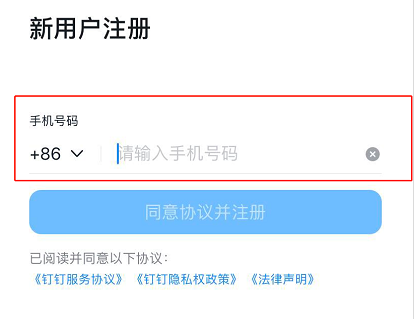 新用户注册
手机号码
+86 请输入手机号码
同意协议并注册
已阅读并同意以下协议：
《钉钉服务协议》 《钉钉隐私权政策》 《法律声明》